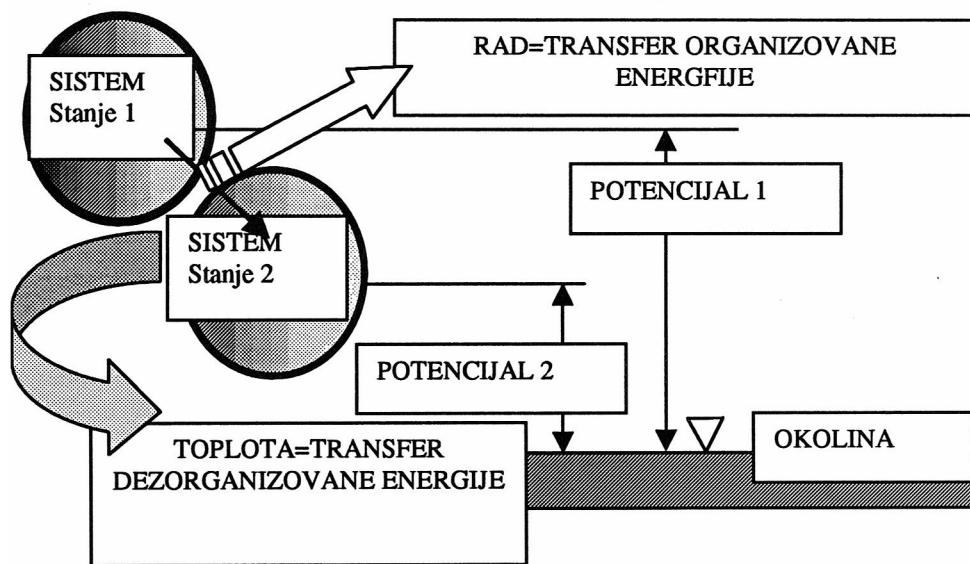 RAD=TRANSFER ORGANIZOVANE
ENERGFIJE
SISTEM
Stanje 1
POTENCIJAL 1
SISTEM
Stanje 2
POTENCIJAL 2
OKOLINA
TOPLOTA=TRANSFER
DEZORGANIZOVANE ENERGIJE